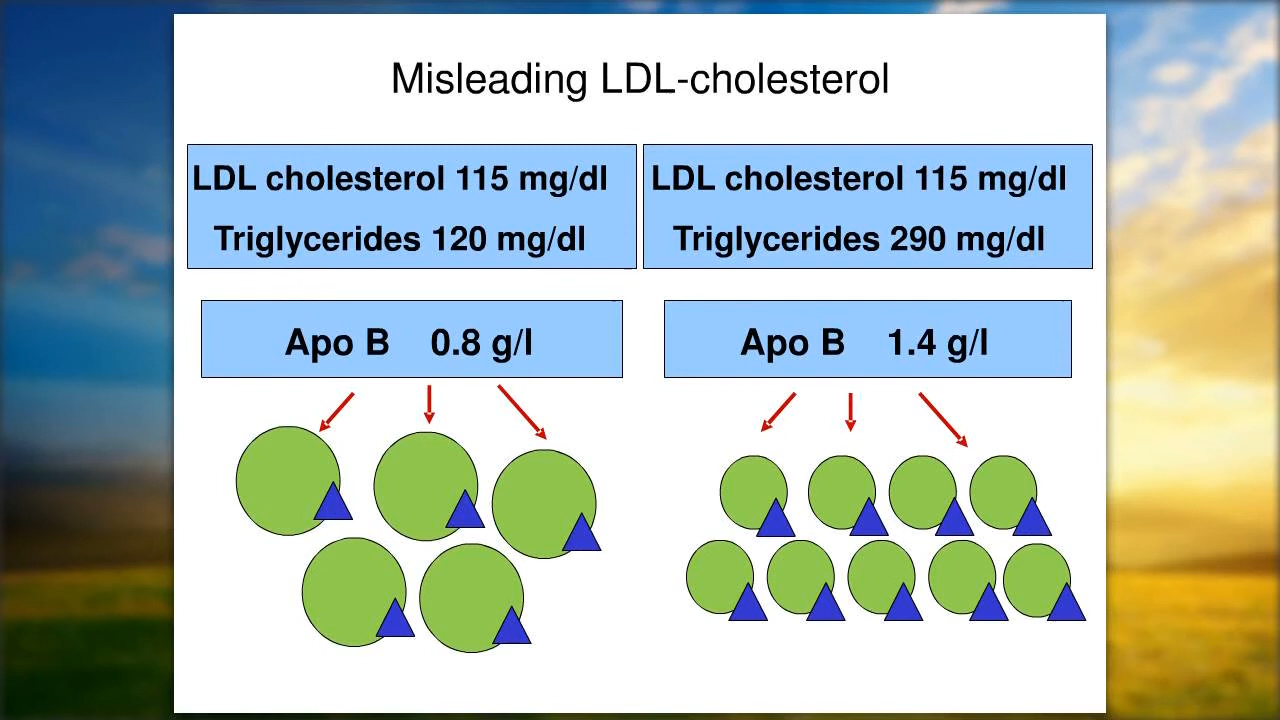 Misleading LDL-cholesterol
LDL cholesterol 115 mg/dl
Triglycerides 120 mg/dl
LDL cholesterol 115 mg/dl
Triglycerides 290 mg/dl
Apo B 0.8 g/l
Apo B 1.4 g/l